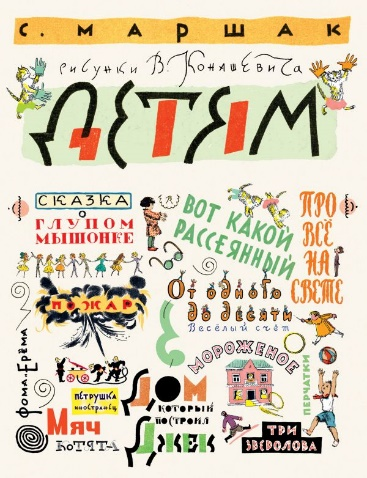 С. МАРШАК
РИСУНКИ В. КОНАШЕВИЧА
ДЕТЯМ
СКАЗКА
О
ГЛУПОМ
МЫШОНКЕ
ВОТ КАКОЙ
РАССЕЯННЫЙ
ПРО
ВСЁ
НА
СВЕТЕ
ПОЖАР
От одного
до десяти
Весёлый счёт
МОРОЖЕНОЕ
Фома и Ерёма
ПЕТРУШКА
ИНОСТРАНЕЦ
МЯЧ
КОТЯТА
ДОМ
КОТОРЫЙ
ПОСТРОИЛ
ДЖЕК
ПЕРЧАТКИ
ТРИ
ЗВЕРОЛОВА